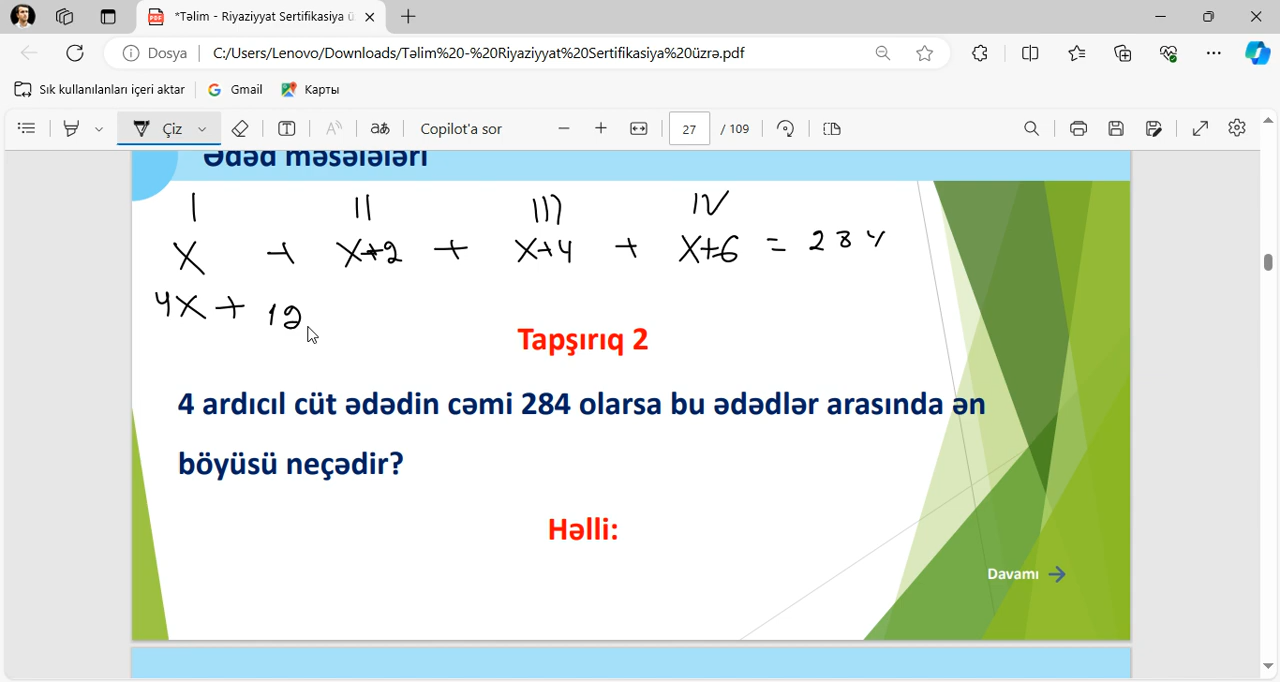 *Təlim - Riyaziyyat Sertifikasiya ü
Dosya C:/Users/Lenovo/Downloads/Təlim%20-%20Riyaziyyat%20Sertifikasiya%20üzrə.pdf
Sık kullanılanları içeri aktar Gmail Карты
Çiz aあ Copilot'a sor 27 / 109
Ədəd məsələləri
I II III IV
x + x+2 + x+4 + x+6 = 284
4x + 12
Tapşırıq 2
4 ardıcıl cüt ədədin cəmi 284 olarsa bu ədədlər arasında ən
böyüsü neçədir?
Həlli:
Davamı